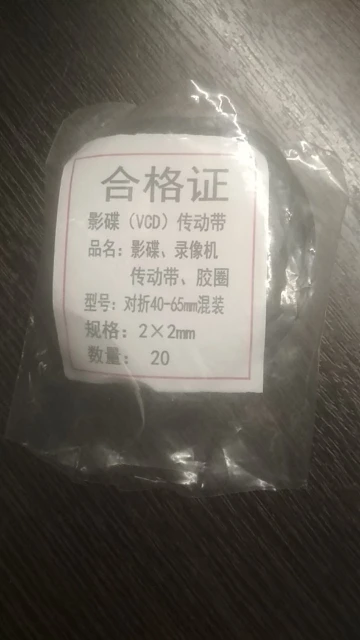 合格证
影碟（VCD）传动带
品名：影碟、录像机
传动带、胶圈
型号：对折40-65mm混装
规格：2×2mm
数量： 20